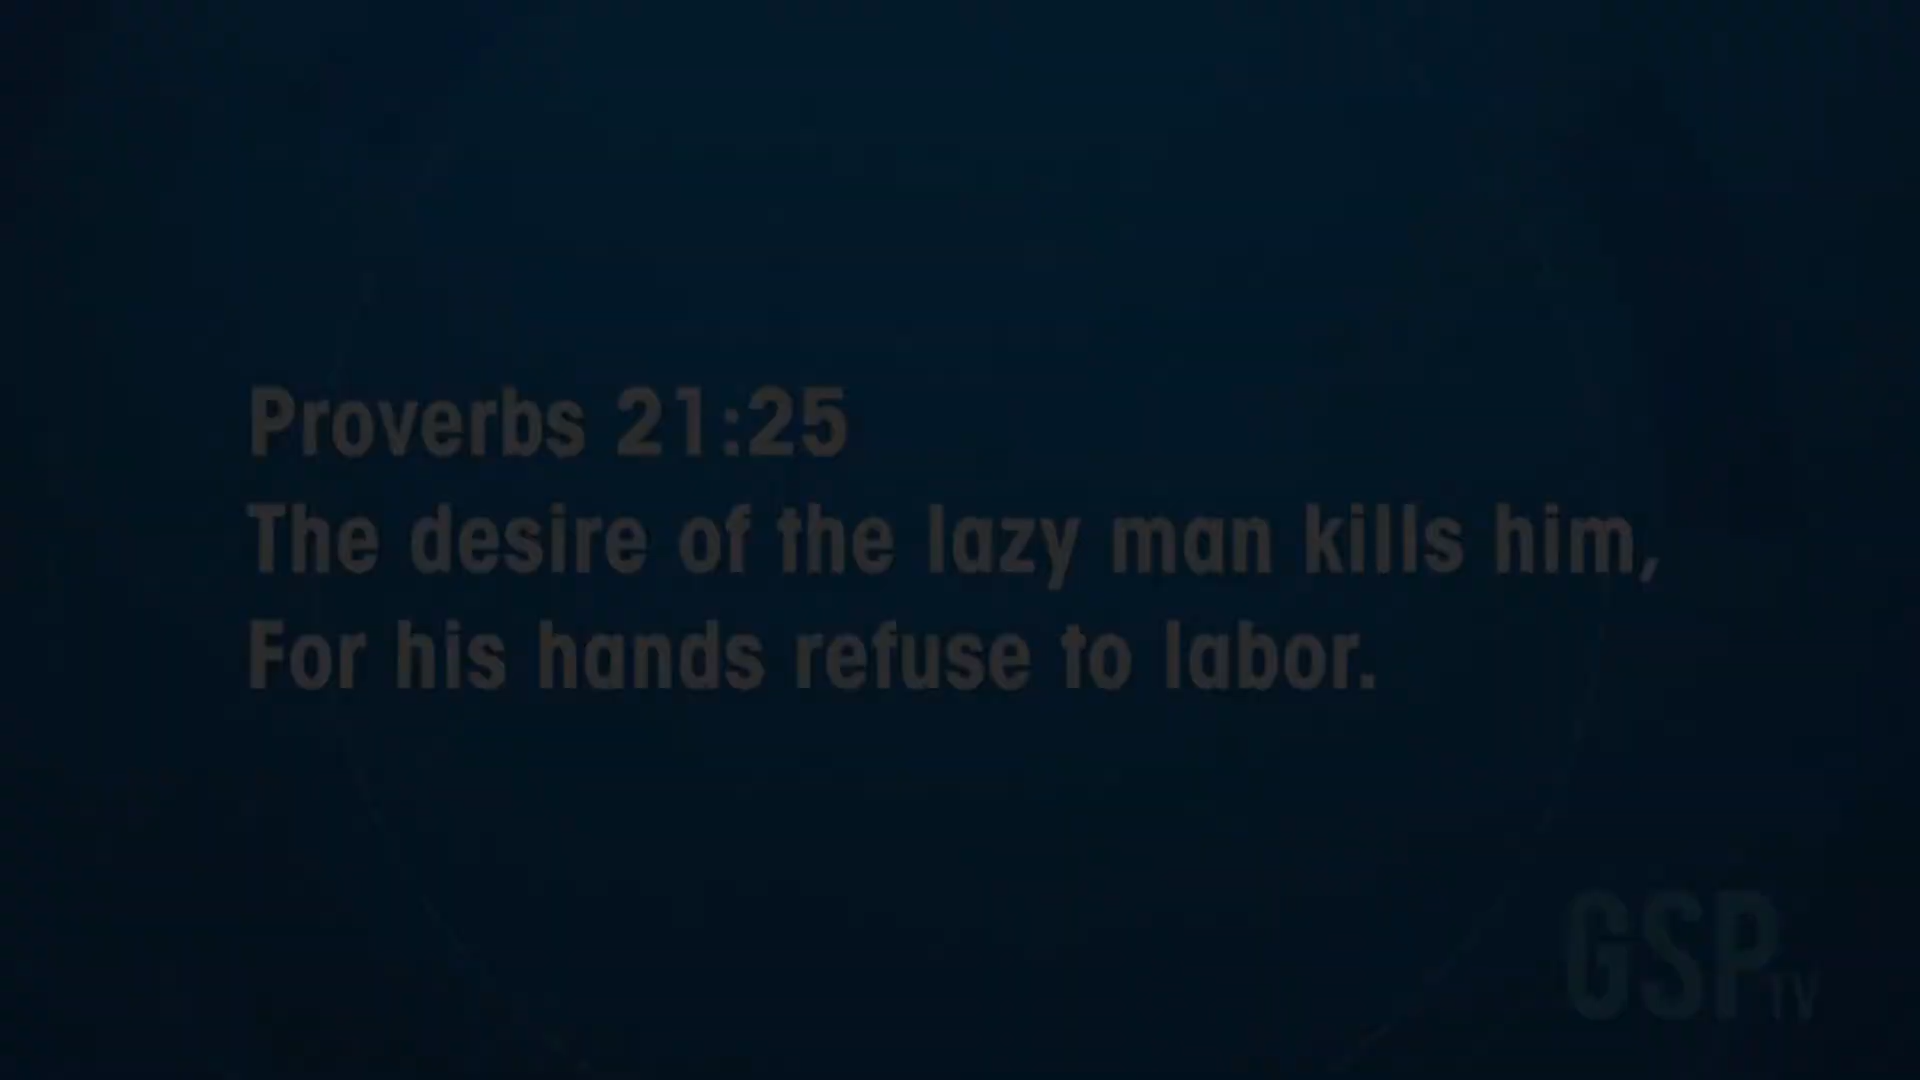 Proverbs 21:25
The desire of the lazy man kills him,
For his hands refuse to labor.
GSP TV